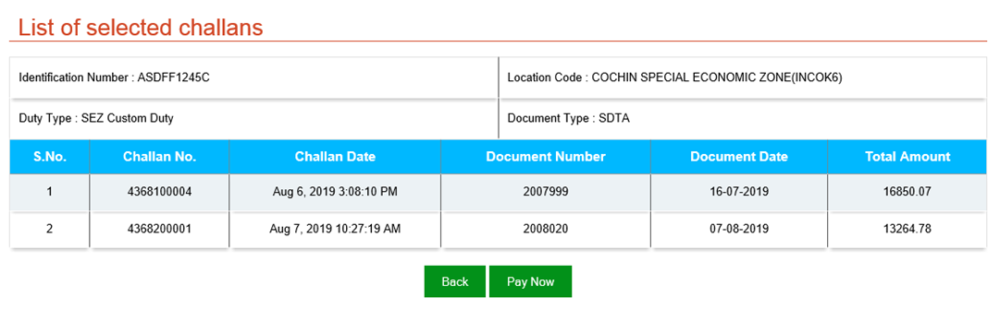 List of selected challans
Identification Number : ASDFF1245C Location Code : COCHIN SPECIAL ECONOMIC ZONE(INCOK6)
Duty Type : SEZ Custom Duty Document Type : SDTA
S.No. Challan No. Challan Date Document Number Document Date Total Amount
1 4368100004 Aug 6, 2019 3:08:10 PM 2007999 16-07-2019 16850.07
2 4368200001 Aug 7, 2019 10:27:19 AM 2008020 07-08-2019 13264.78
Back Pay Now